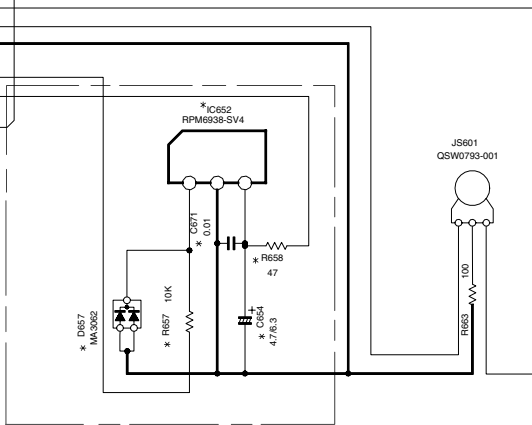 *IC652
RPM6938-SV4
JS601
QSW0793-001
C671
* 0.01
* R658
47
100
R663
10K
* R657
+
* C654
4.7/6.3
* D657
MA3062